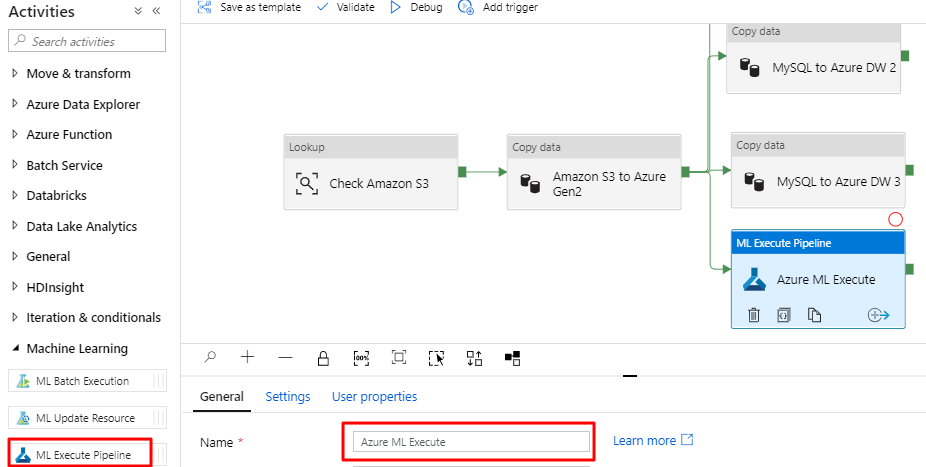 Activities
Search activities
Move & transform
Azure Data Explorer
Azure Function
Batch Service
Databricks
Data Lake Analytics
General
HDInsight
Iteration & conditionals
Machine Learning
ML Batch Execution
ML Update Resource
ML Execute Pipeline
Save as template
Validate
Debug
Add trigger
Lookup
Check Amazon S3
Copy data
Amazon S3 to Azure
Gen2
Copy data
MySQL to Azure DW 2
Copy data
MySQL to Azure DW 3
ML Execute Pipeline
Azure ML Execute
100%
General
Settings
User properties
Name *
Azure ML Execute
Learn more